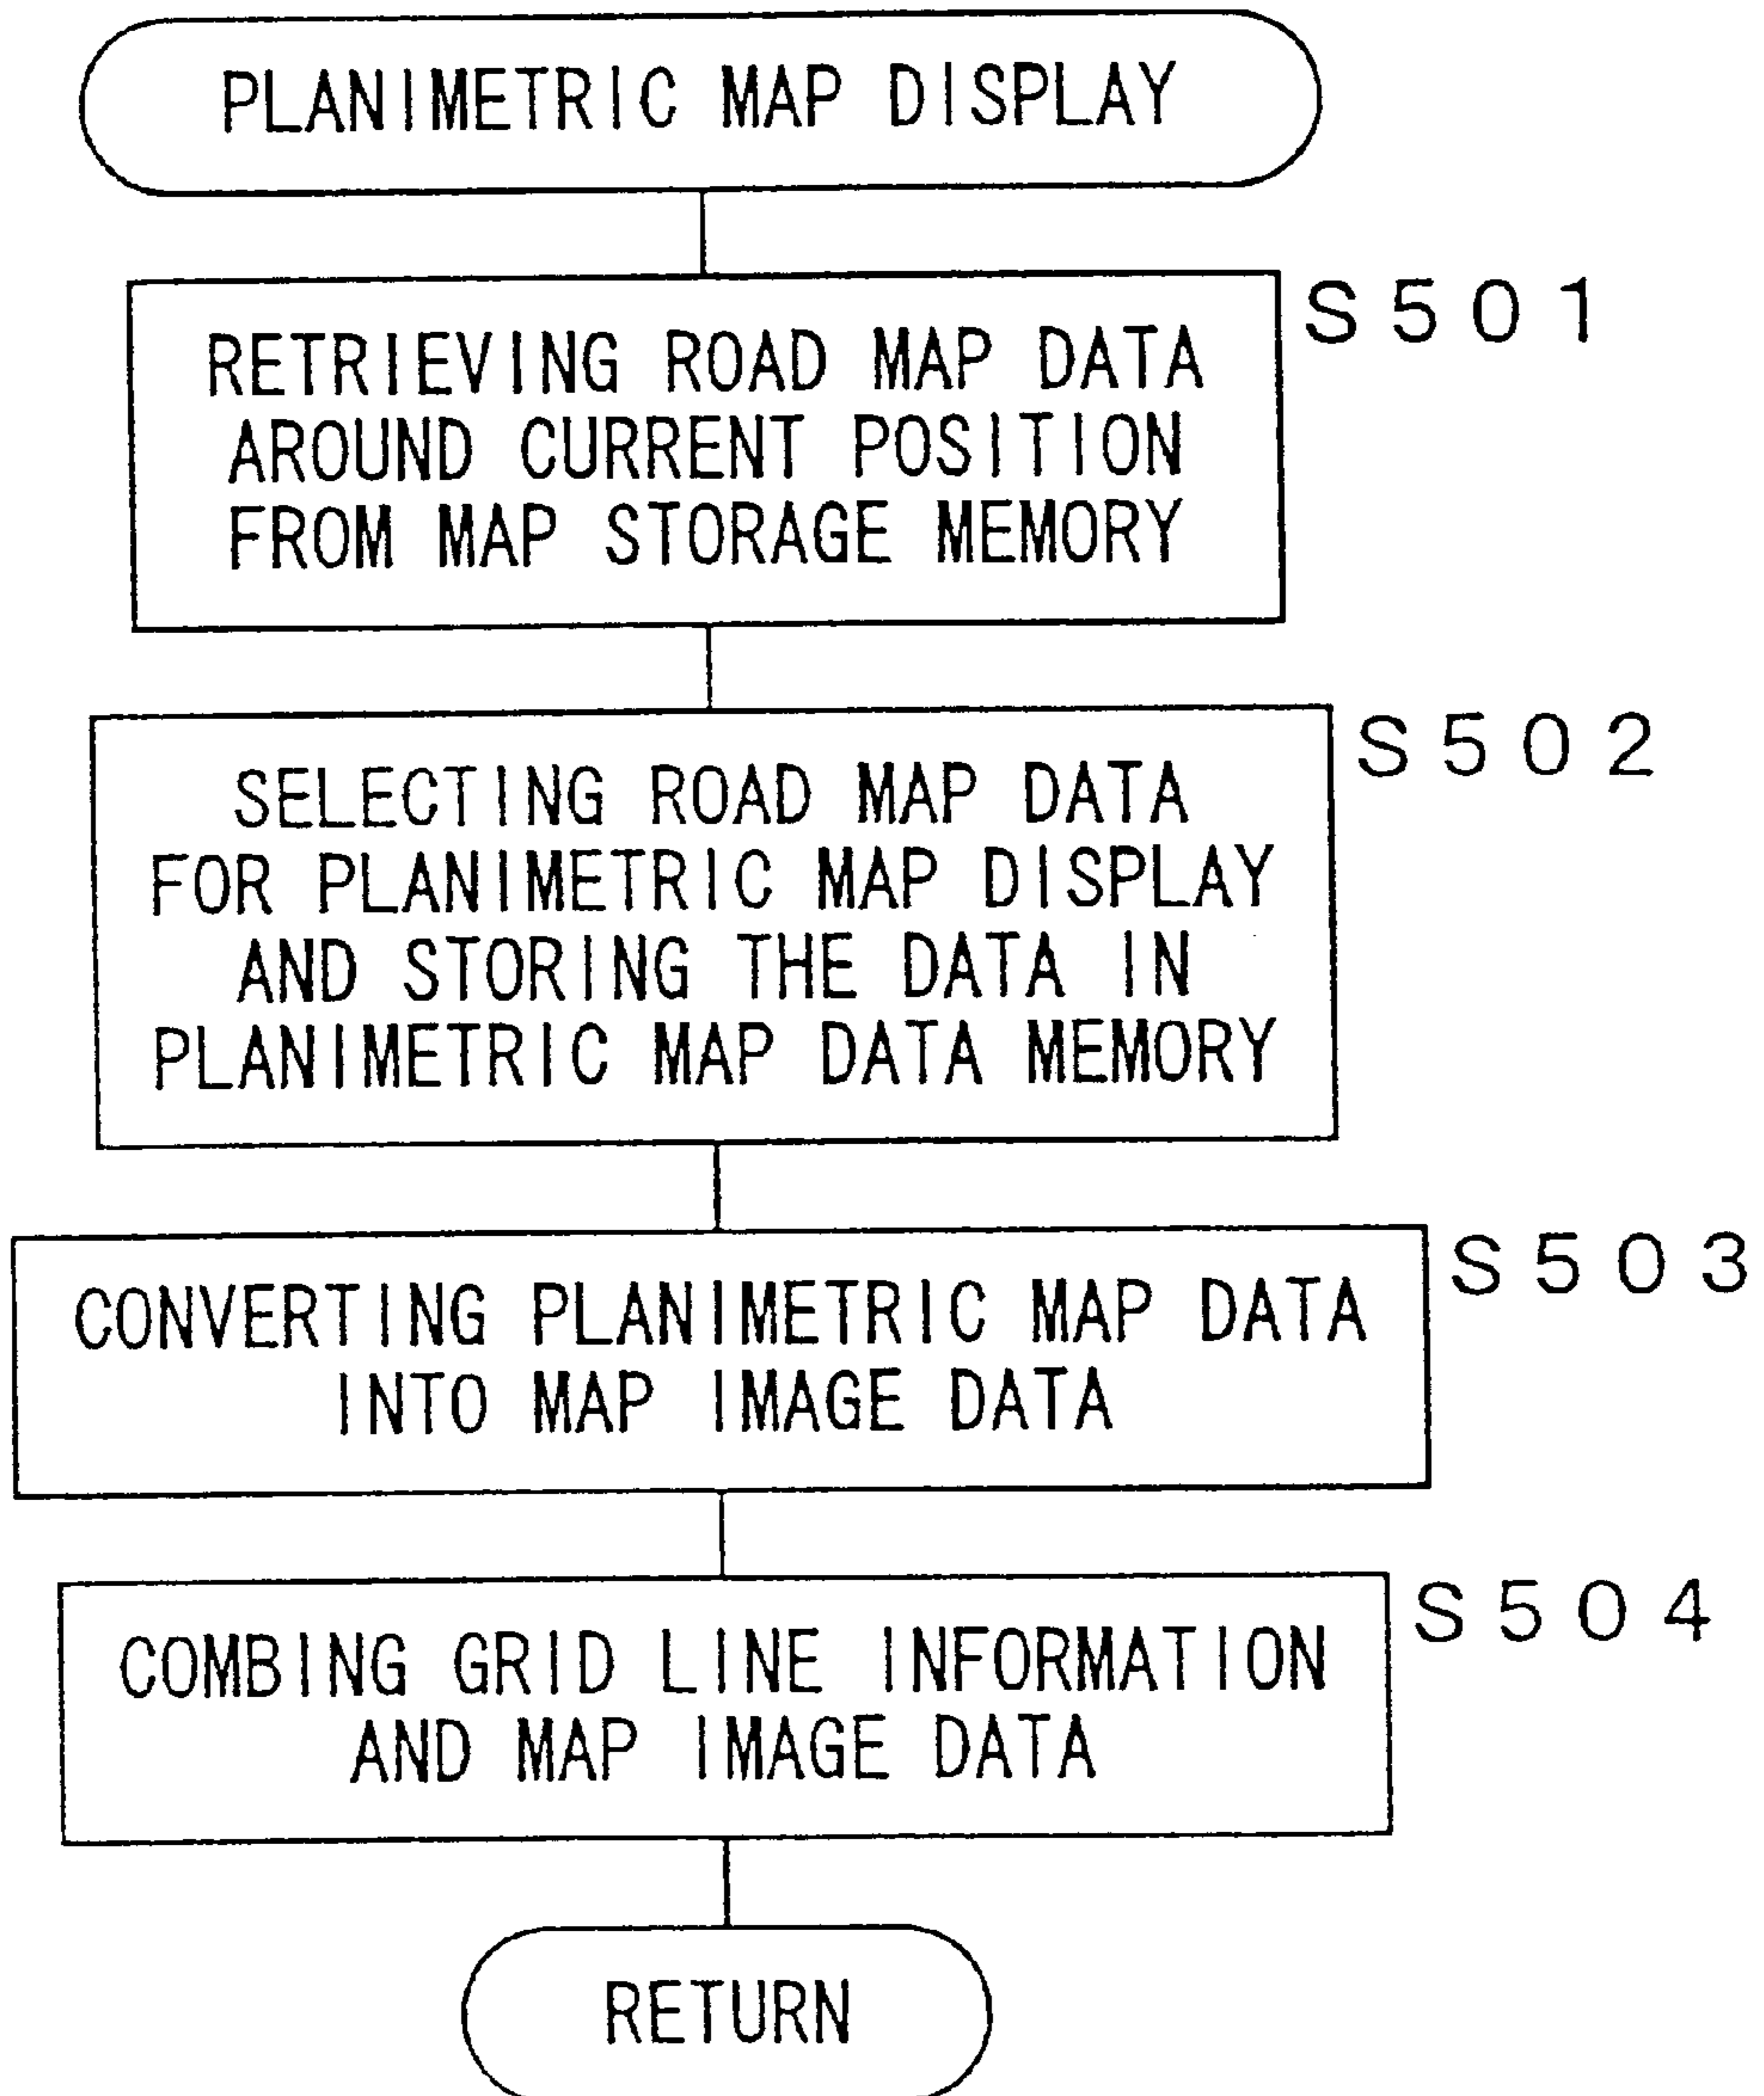 PLANIMETRIC MAP DISPLAY
S501
RETRIEVING ROAD MAP DATA
AROUND CURRENT POSITION
FROM MAP STORAGE MEMORY
S502
SELECTING ROAD MAP DATA
FOR PLANIMETRIC MAP DISPLAY
AND STORING THE DATA IN
PLANIMETRIC MAP DATA MEMORY
S503
CONVERTING PLANIMETRIC MAP DATA
INTO MAP IMAGE DATA
S504
COMBING GRID LINE INFORMATION
AND MAP IMAGE DATA
RETURN